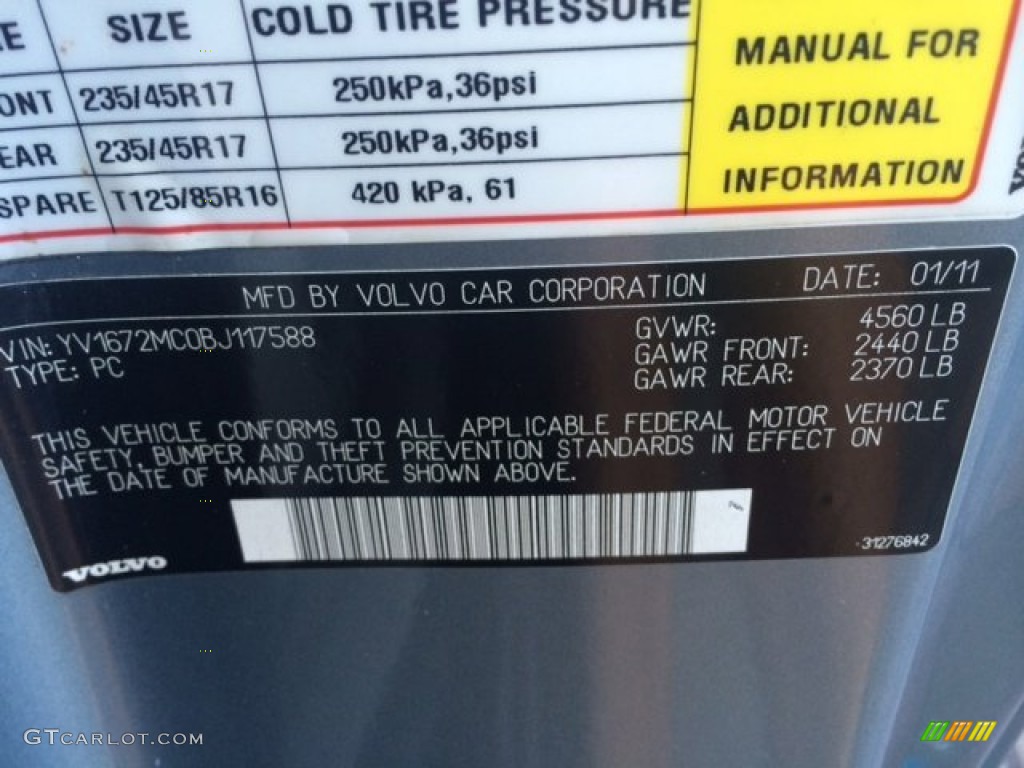 SIZE COLD TIRE PRESSURE
235/45R17 250kPa,36psi
EAR 235/45R17 250kPa,36psi
SPARE T125/85R16 420 kPa, 61
MANUAL FOR
ADDITIONAL
INFORMATION
MFD BY VOLVO CAR CORPORATION DATE: 01/11
VIN: YV1672MC0BJ117588
TYPE: PC
GVWR: 4560 LB
GAWR FRONT: 2440 LB
GAWR REAR: 2370 LB
THIS VEHICLE CONFORMS TO ALL APPLICABLE FEDERAL MOTOR VEHICLE
SAFETY, BUMPER AND THEFT PREVENTION STANDARDS IN EFFECT ON
THE DATE OF MANUFACTURE SHOWN ABOVE.
31276842
VOLVO
GTCARLOT.COM